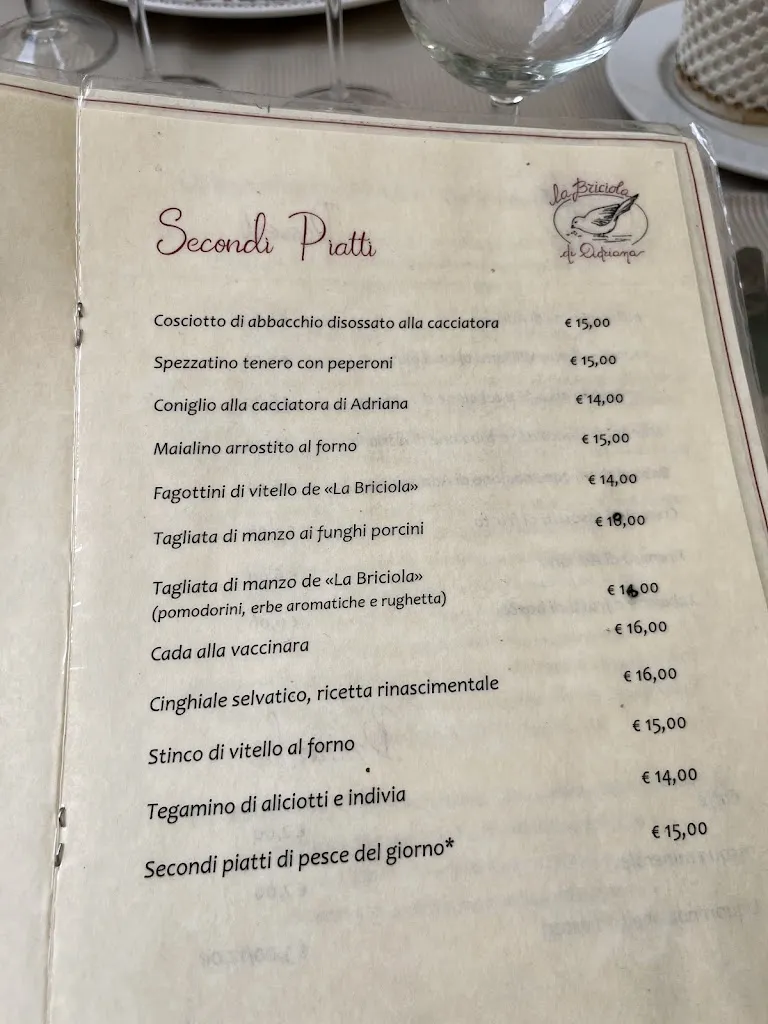 la Briciola
di Adriana
Secondi Piatti
Cosciotto di abbacchio disossato alla cacciatora € 15,00
Spezzatino tenero con peperoni € 15,00
Coniglio alla cacciatora di Adriana € 14,00
Maialino arrostito al forno € 15,00
Fagottini di vitello de «La Briciola» € 14,00
Tagliata di manzo ai funghi porcini € 18,00
Tagliata di manzo de «La Briciola»
(pomodorini, erbe aromatiche e rughetta) €
Cada alla vaccinara € 16,00
Cinghiale selvatico, ricetta rinascimentale € 16,00
Stinco di vitello al forno € 15,00
Tegamino di aliciotti e indivia € 14,00
Secondi piatti di pesce del giorno* € 15,00